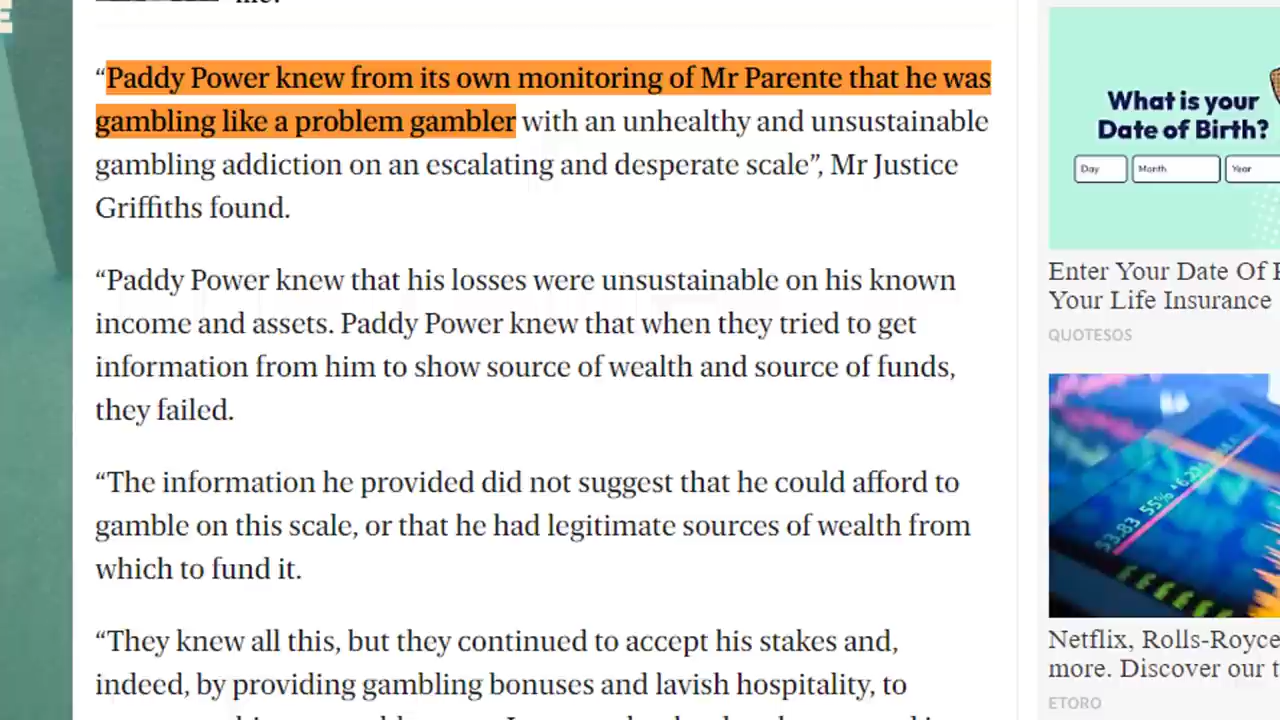 “Paddy Power knew from its own monitoring of Mr Parente that he was
gambling like a problem gambler with an unhealthy and unsustainable
gambling addiction on an escalating and desperate scale”, Mr Justice
Griffiths found.
“Paddy Power knew that his losses were unsustainable on his known
income and assets. Paddy Power knew that when they tried to get
information from him to show source of wealth and source of funds,
they failed.
“The information he provided did not suggest that he could afford to
gamble on this scale, or that he had legitimate sources of wealth from
which to fund it.
“They knew all this, but they continued to accept his stakes and,
indeed, by providing gambling bonuses and lavish hospitality, to
What is your
Date of Birth?
Day Month Year
Enter Your Date Of
Your Life Insurance
QUOTESOS
53.83 55%
Netflix, Rolls-Royce
more. Discover our
ETORO